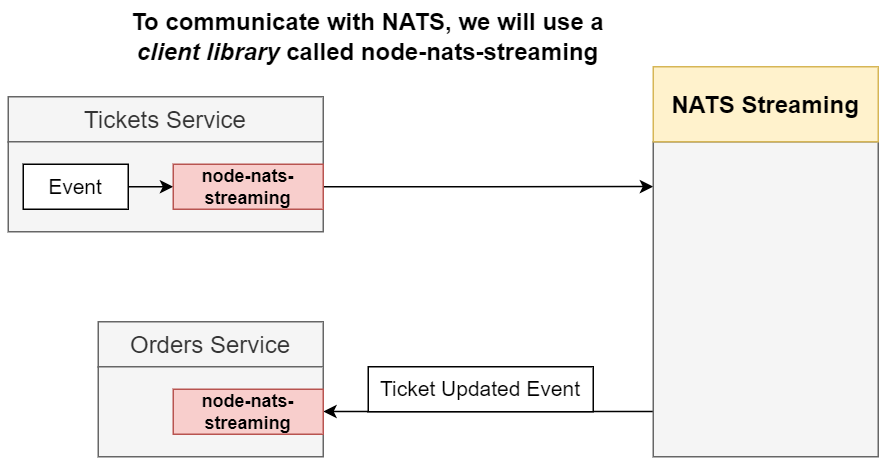 To communicate with NATS, we will use a
client library called node-nats-streaming
NATS Streaming
Tickets Service
Event
node-nats-
streaming
Orders Service
node-nats-
streaming
Ticket Updated Event